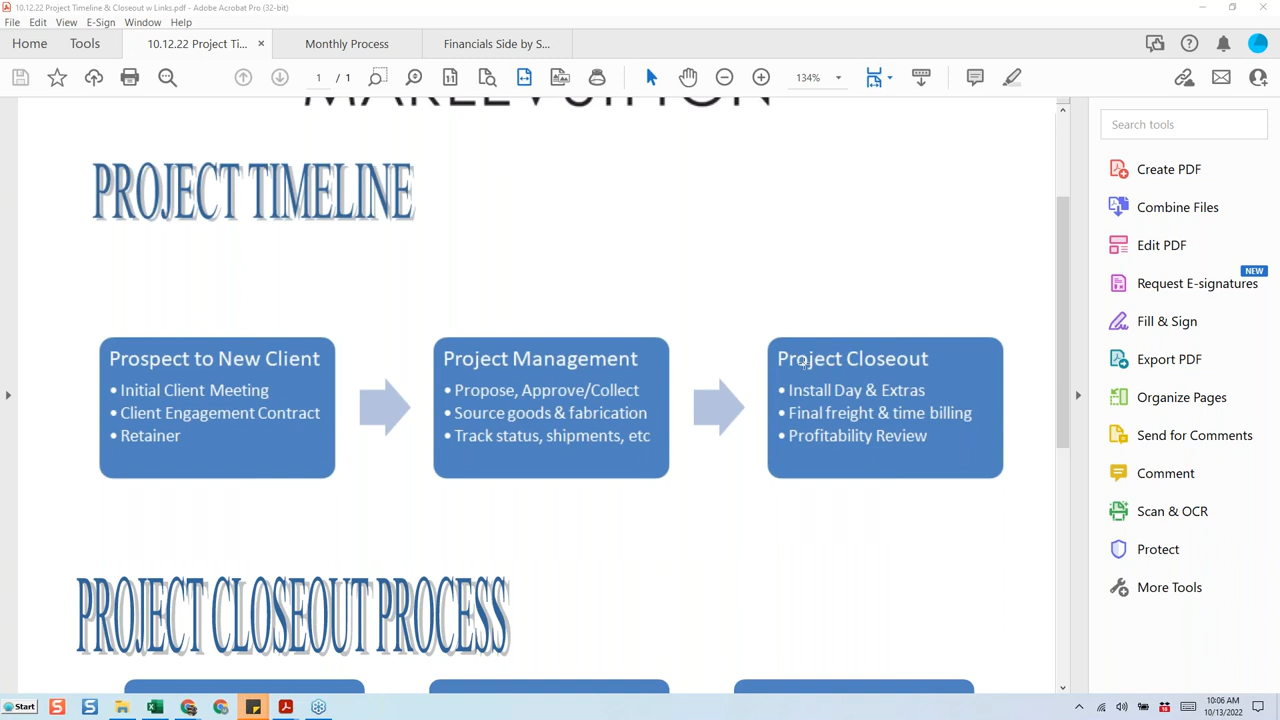 10.12.22 Project Timeline & Closeout w Links.pdf - Adobe Acrobat Pro (32-bit)
File Edit View E-Sign Window Help
Home Tools 10.12.22 Project Ti... × Monthly Process Financials Side by S...
1 / 1 134%
PROJECT TIMELINE
Prospect to New Client
• Initial Client Meeting
• Client Engagement Contract
• Retainer
Project Management
• Propose, Approve/Collect
• Source goods & fabrication
• Track status, shipments, etc
Project Closeout
• Install Day & Extras
• Final freight & time billing
• Profitability Review
PROJECT CLOSEOUT PROCESS
Search tools
Create PDF
Combine Files
Edit PDF
NEW
Request E-signatures
Fill & Sign
Export PDF
Organize Pages
Send for Comments
Comment
Scan & OCR
Protect
More Tools
Start
10:06 AM
10/13/2022